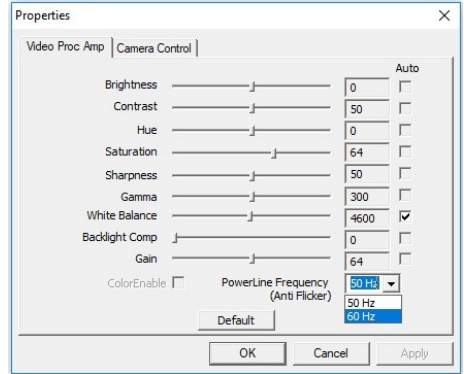 Properties
Video Proc Amp Camera Control
Auto
Brightness 0
Contrast 50
Hue 0
Saturation 64
Sharpness 50
Gamma 300
White Balance 4600
Backlight Comp 0
Gain 64
ColorEnable PowerLine Frequency 50 Hz
(Anti Flicker)
50 Hz
60 Hz
Default
OK Cancel Apply